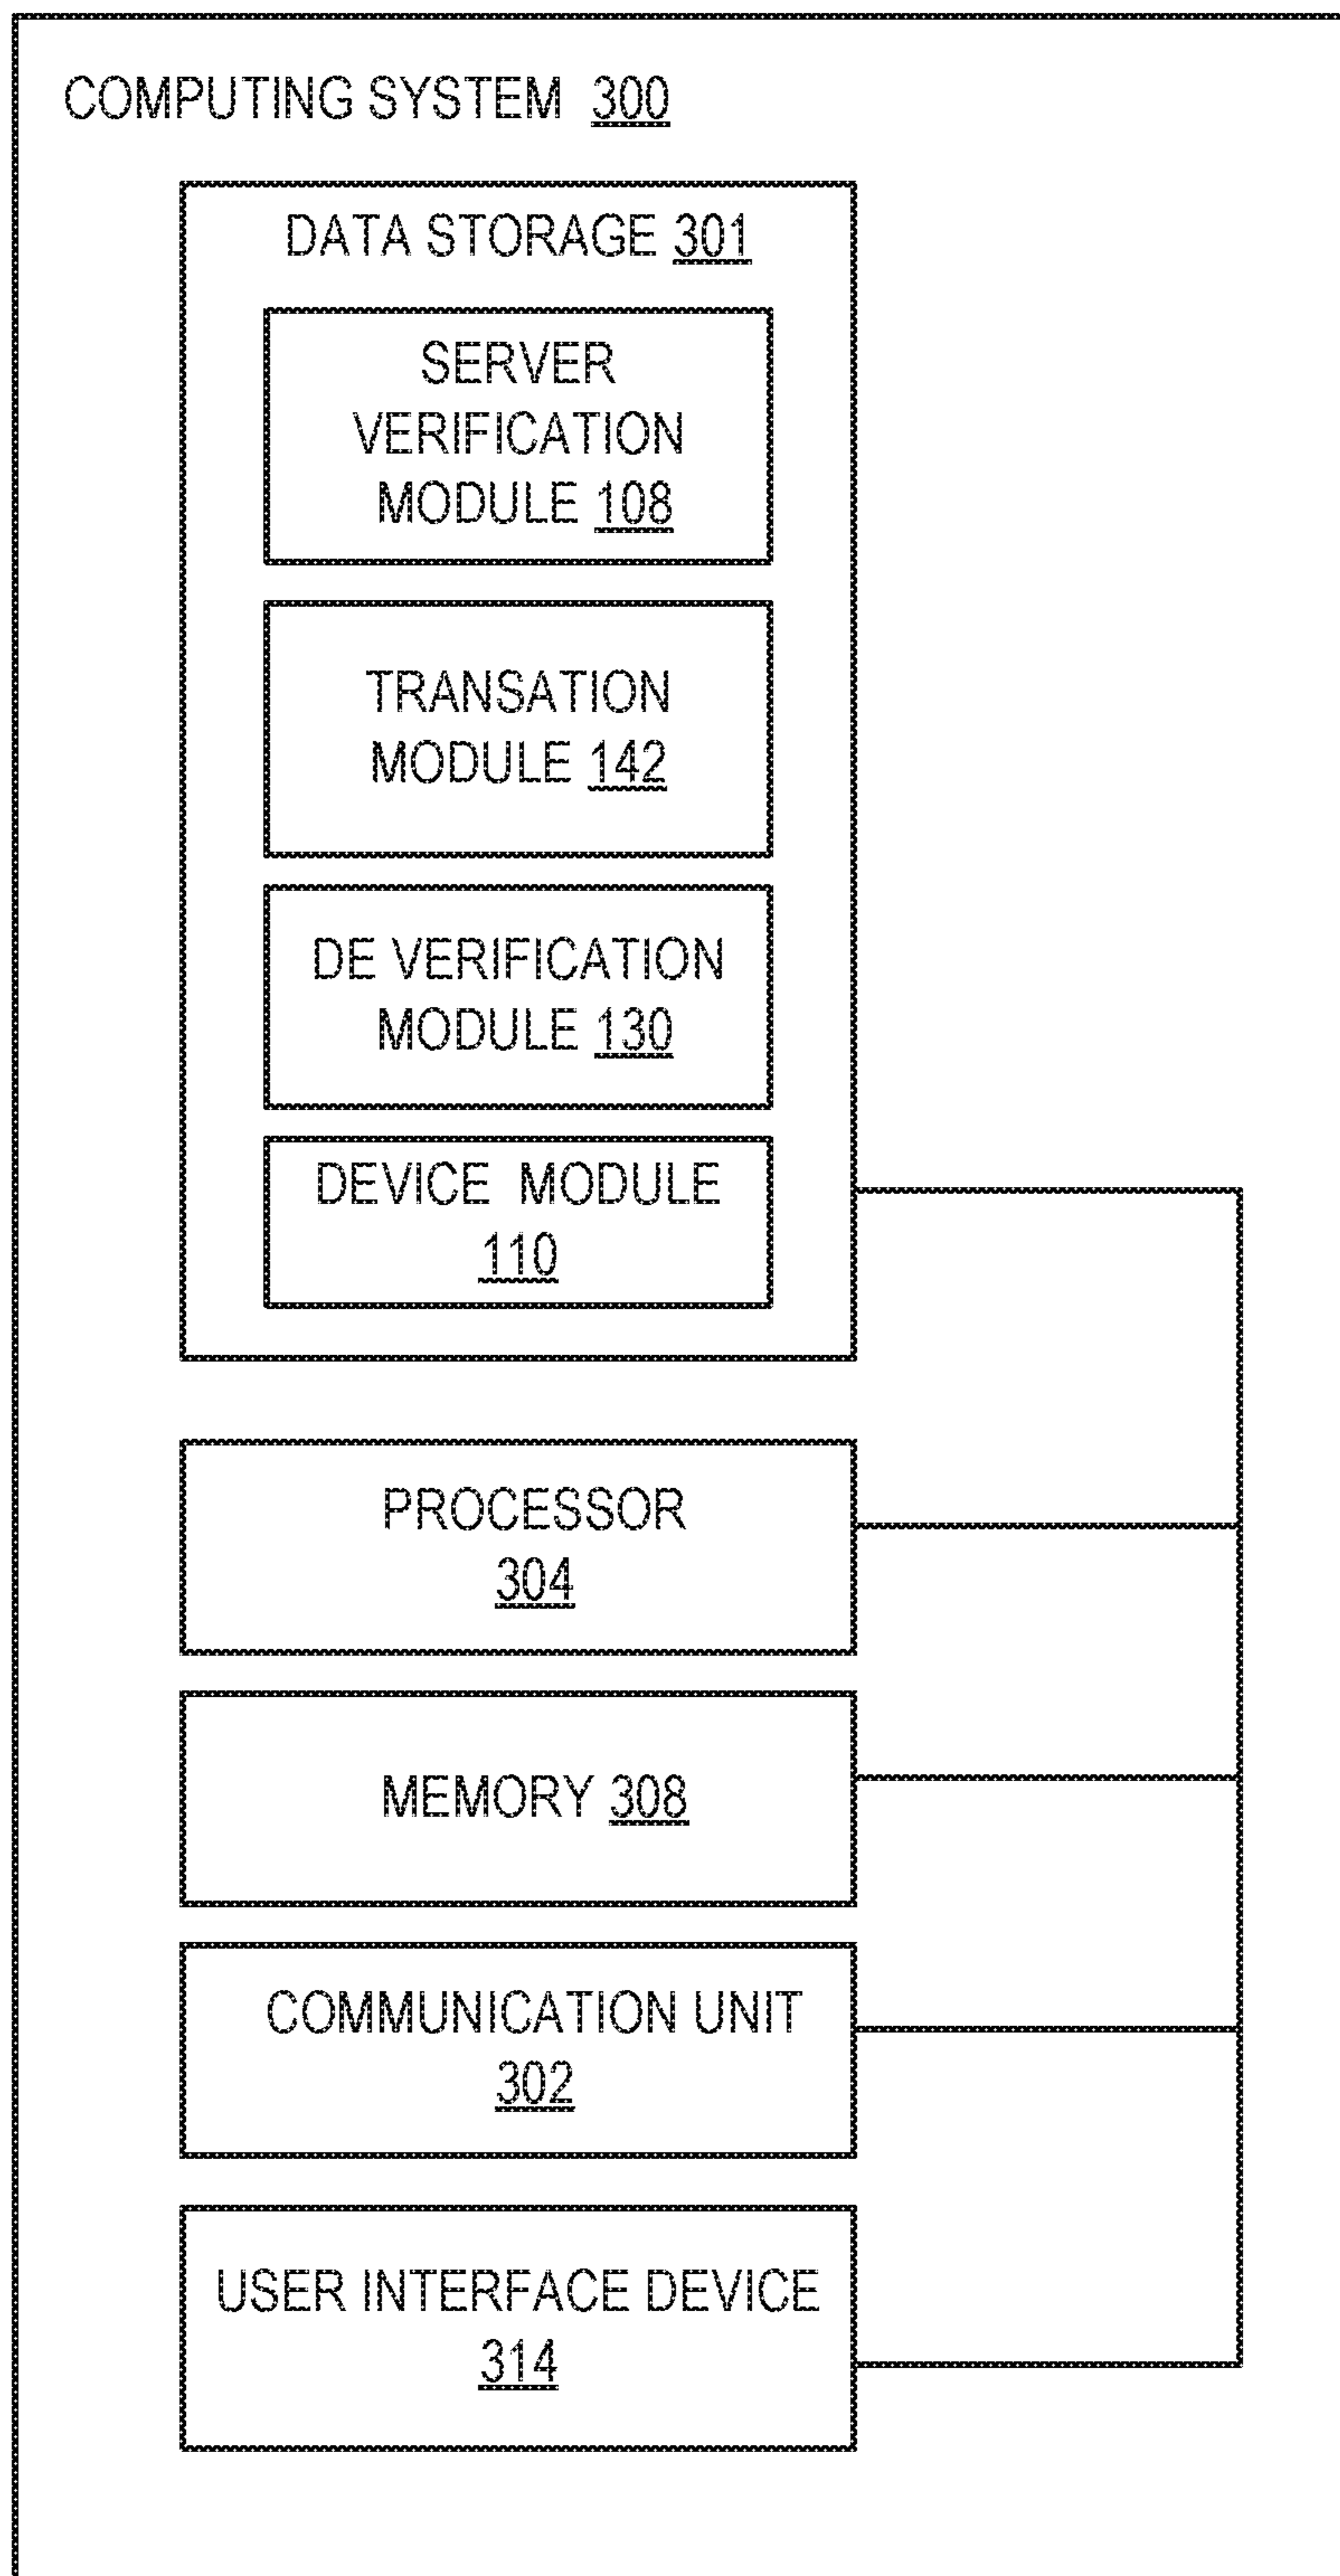 COMPUTING SYSTEM 300
DATA STORAGE 301
SERVER
VERIFICATION
MODULE 108
TRANSATION
MODULE 142
DE VERIFICATION
MODULE 130
DEVICE MODULE
110
PROCESSOR
304
MEMORY 308
COMMUNICATION UNIT
302
USER INTERFACE DEVICE
314